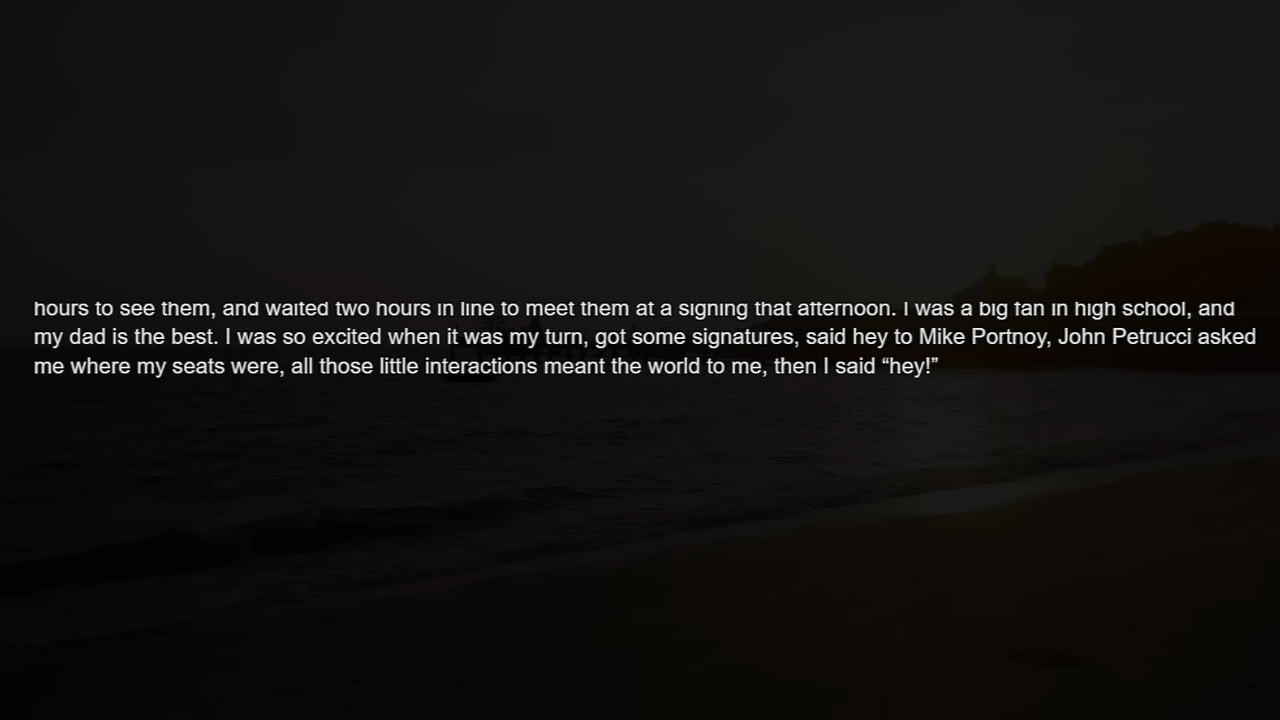 hours to see them, and waited two hours in line to meet them at a signing that afternoon. I was a big fan in high school, and
my dad is the best. I was so excited when it was my turn, got some signatures, said hey to Mike Portnoy, John Petrucci asked
me where my seats were, all those little interactions meant the world to me, then I said “hey!”